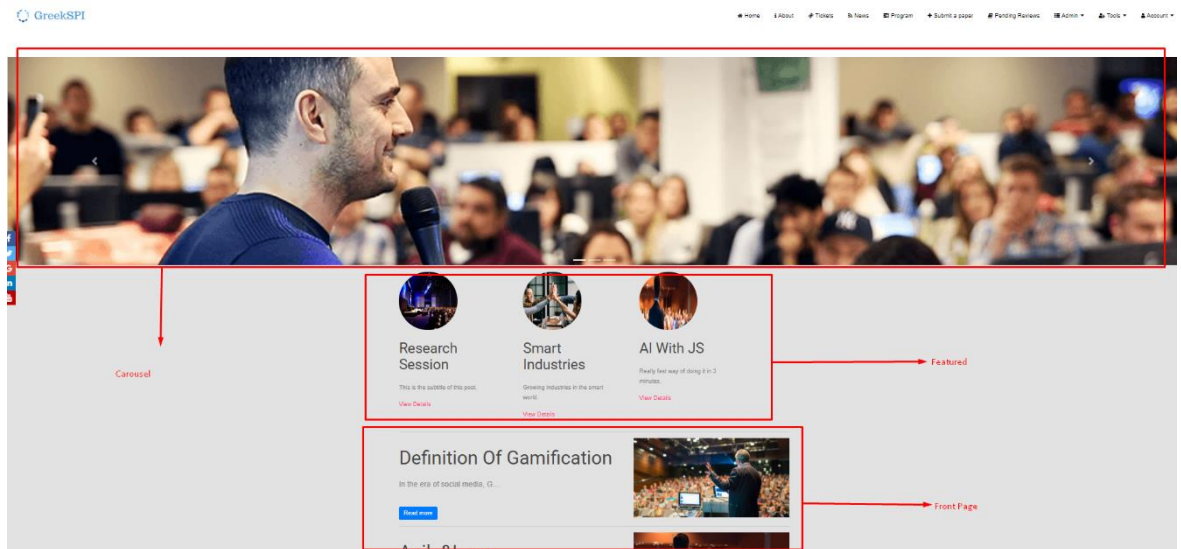 GreekSPI
Home About Tickets News Program Submit a paper Pending Reviews Admin Tools Account
Research
Session
This is the subtitle of this post.
View Details
Smart
Industries
Growing industries in the smart
world.
View Details
AI With JS
Really fast way of doing it in 3
minutes.
View Details
Carousel
Featured
Definition Of Gamification
In the era of social media, G...
Read more
Front Page